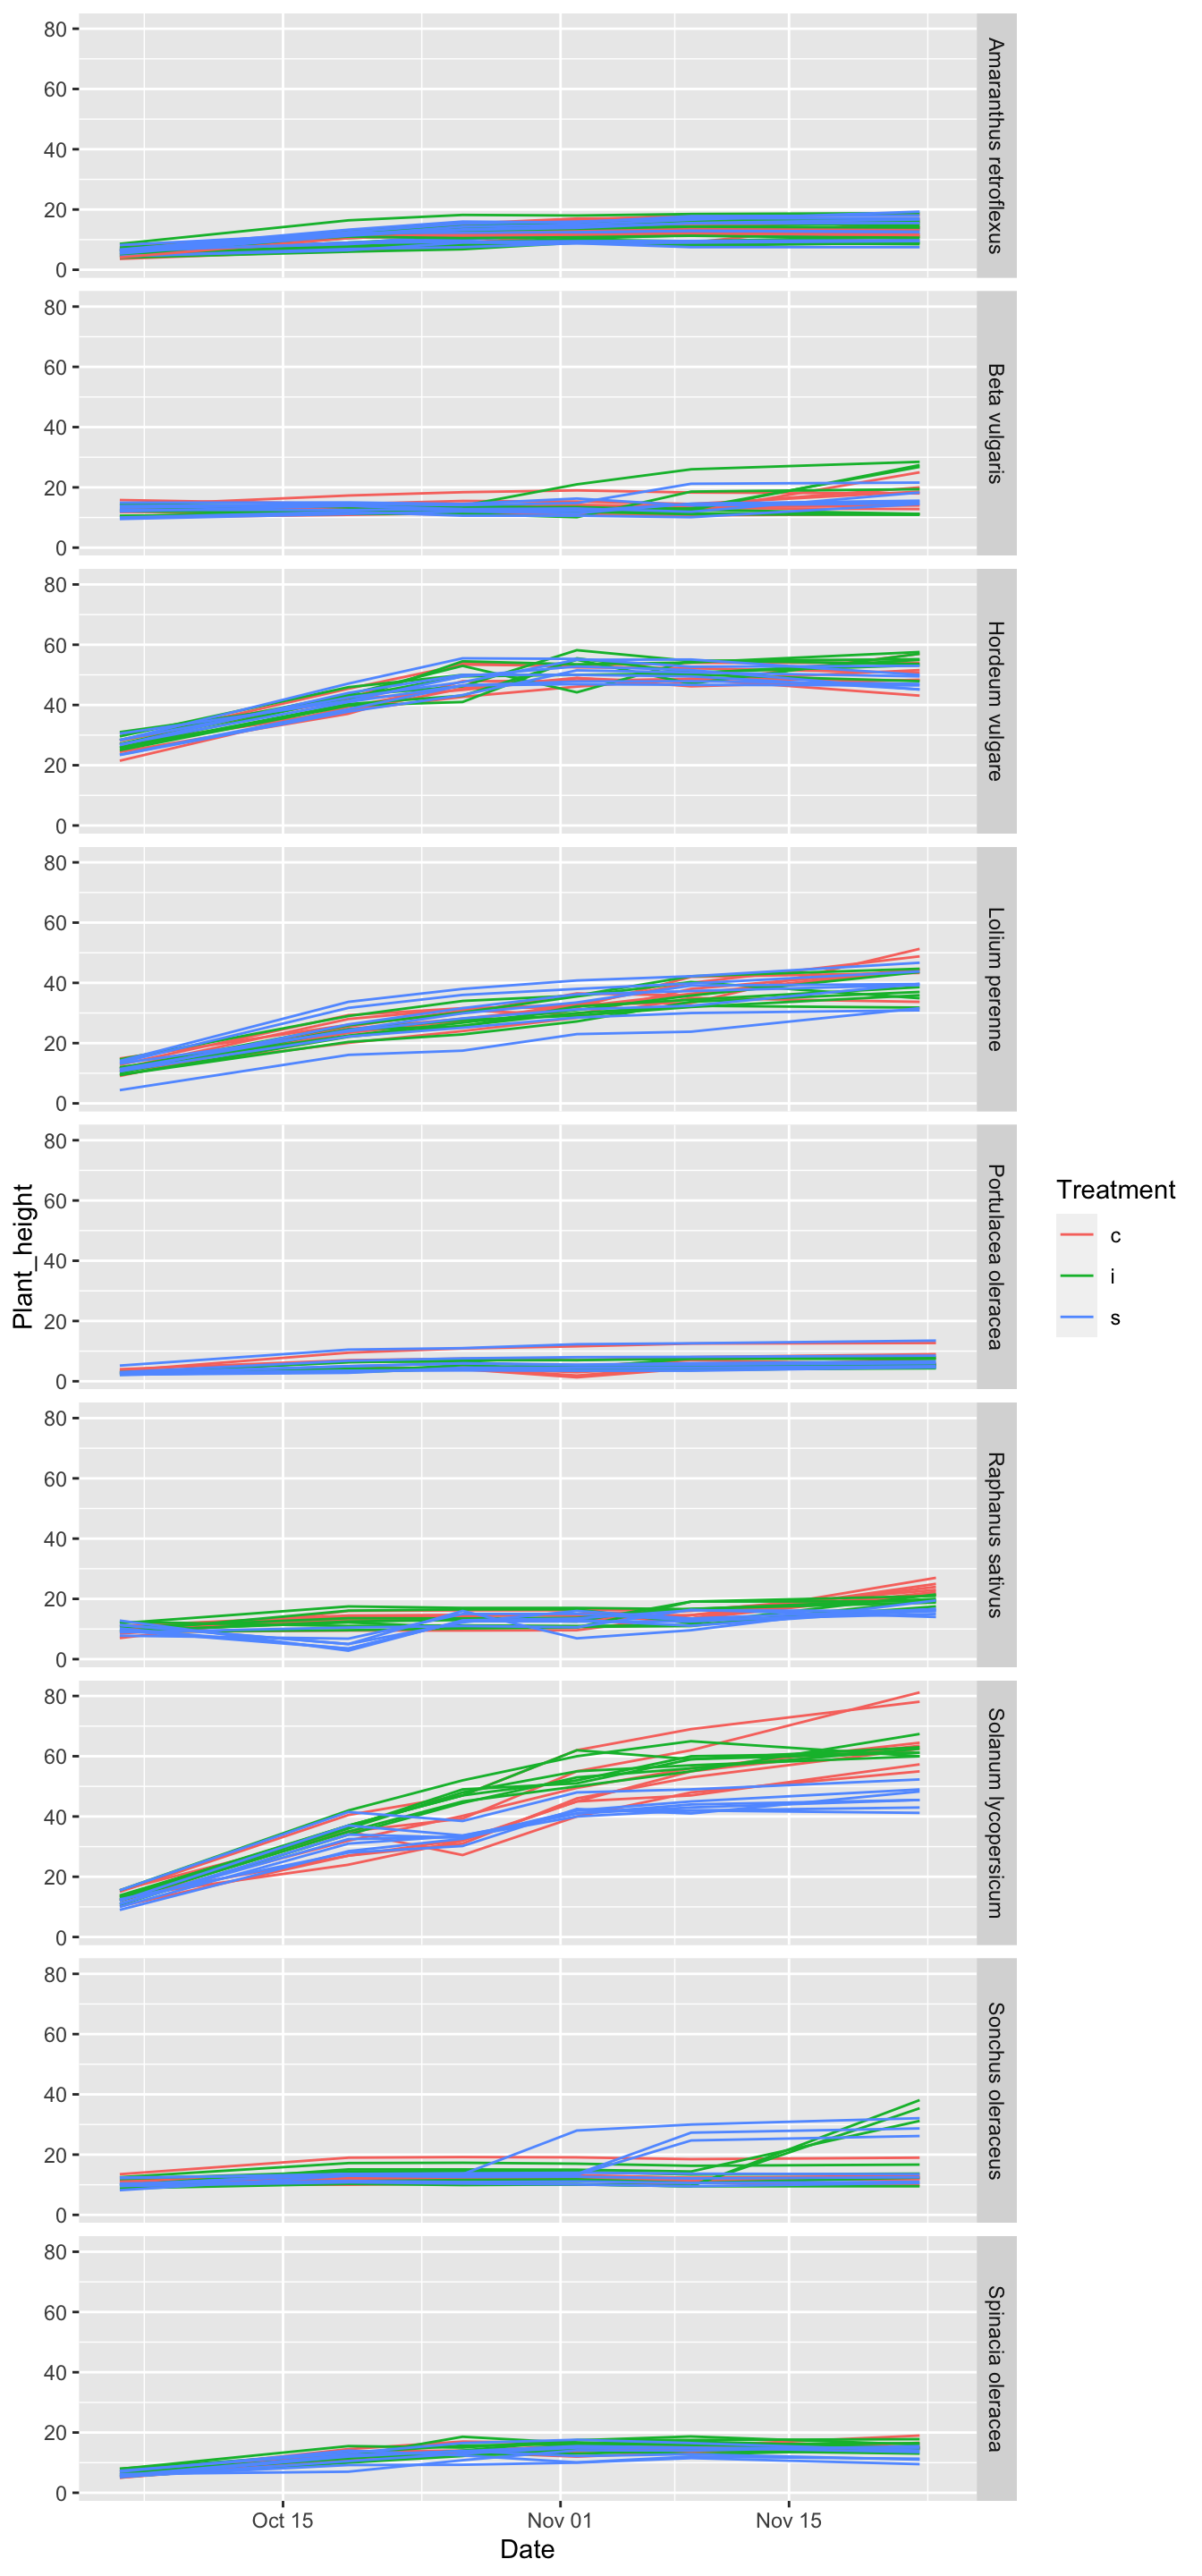 80
60
40
20
0
Amaranthus retroflexus
80
60
40
20
0
Beta vulgaris
80
60
40
20
0
Hordeum vulgare
80
60
40
20
0
Lolium perenne
80
60
40
20
0
Portulacea oleracea
80
60
40
20
0
Raphanus sativus
80
60
40
20
0
Solanum lycopersicum
80
60
40
20
0
Sonchus oleraceus
80
60
40
20
0
Spinacia oleracea
Oct 15
Nov 01
Nov 15
Date
Plant_height
Treatment
c
i
s